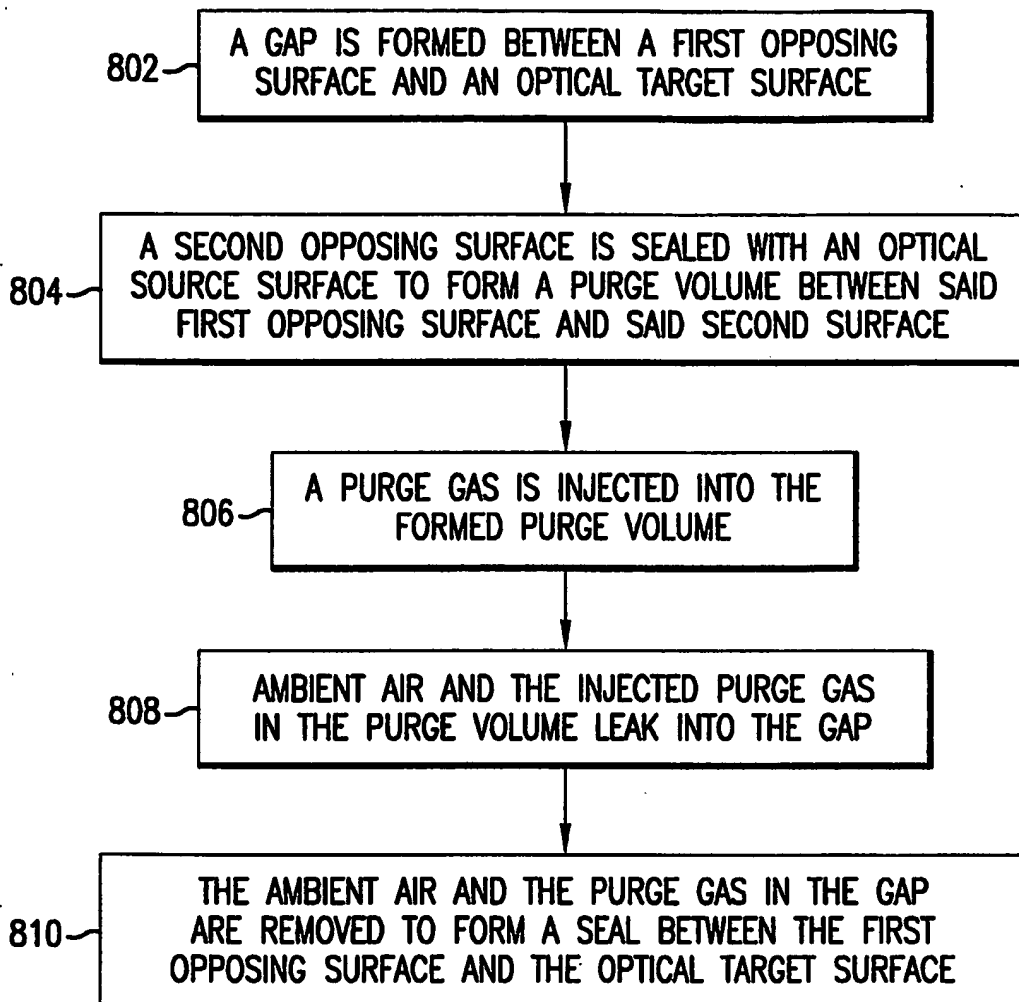 A GAP IS FORMED BETWEEN A FIRST OPPOSING
802
SURFACE AND AN OPTICAL TARGET SURFACE
A SECOND OPPOSING SURFACE IS SEALED WITH AN OPTICAL
804
SOURCE SURFACE TO FORM A PURGE VOLUME BETWEEN SAID
FIRST OPPOSING SURFACE AND SAID SECOND SURFACE
A PURGE GAS IS INJECTED INTO THE
806
FORMED PURGE VOLUME
AMBIENT AIR AND THE INJECTED PURGE GAS
808
IN THE PURGE VOLUME LEAK INTO THE GAP
THE AMBIENT AIR AND THE PURGE GAS IN THE GAP
810
ARE REMOVED TO FORM A SEAL BETWEEN THE FIRST
OPPOSING SURFACE AND THE OPTICAL TARGET SURFACE